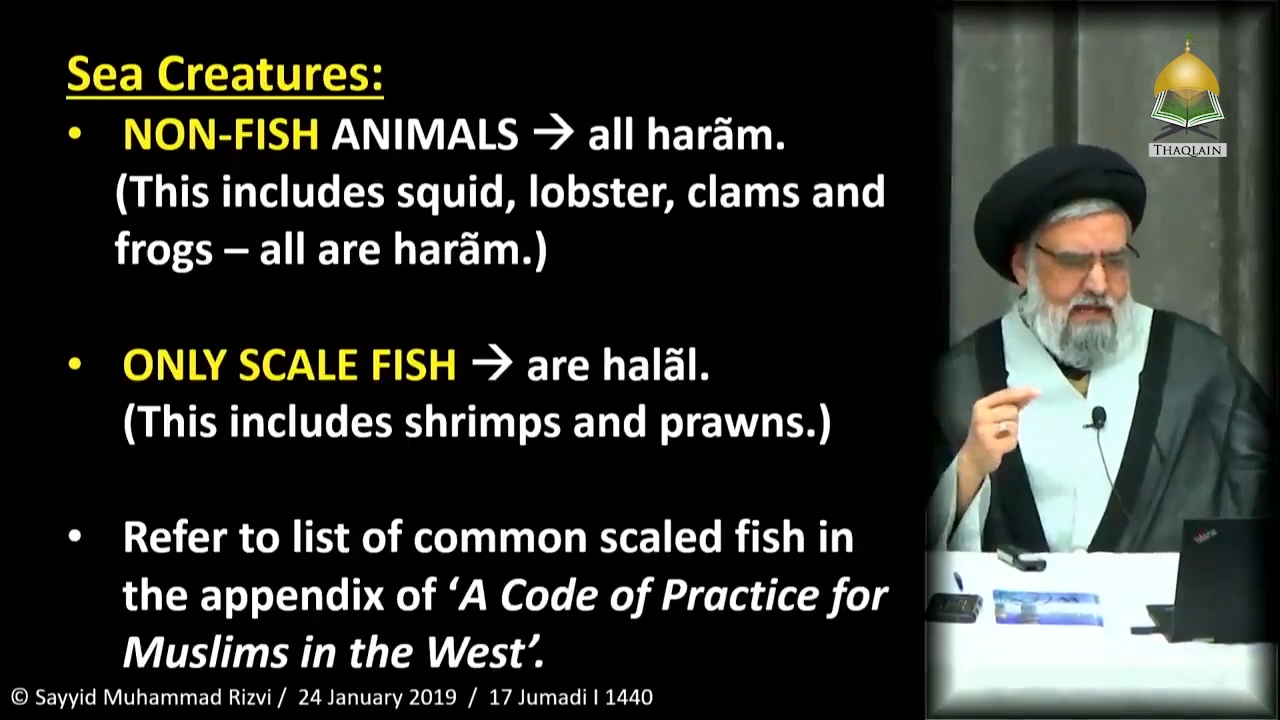 Sea Creatures:
• NON-FISH ANIMALS → all harãm.
(This includes squid, lobster, clams and
frogs – all are harãm.)
• ONLY SCALE FISH → are halãl.
(This includes shrimps and prawns.)
• Refer to list of common scaled fish in
the appendix of ‘A Code of Practice for
Muslims in the West’.
© Sayyid Muhammad Rizvi / 24 January 2019 / 17 Jumadi I 1440
THAQLAIN